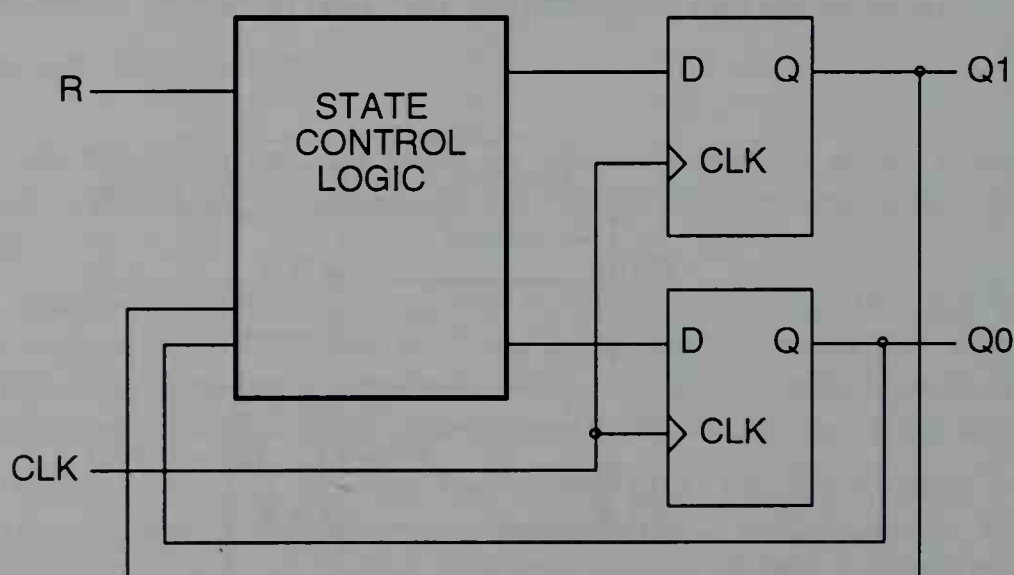 R
STATE
CONTROL
LOGIC
D Q Q1
CLK
D Q Q0
CLK
CLK